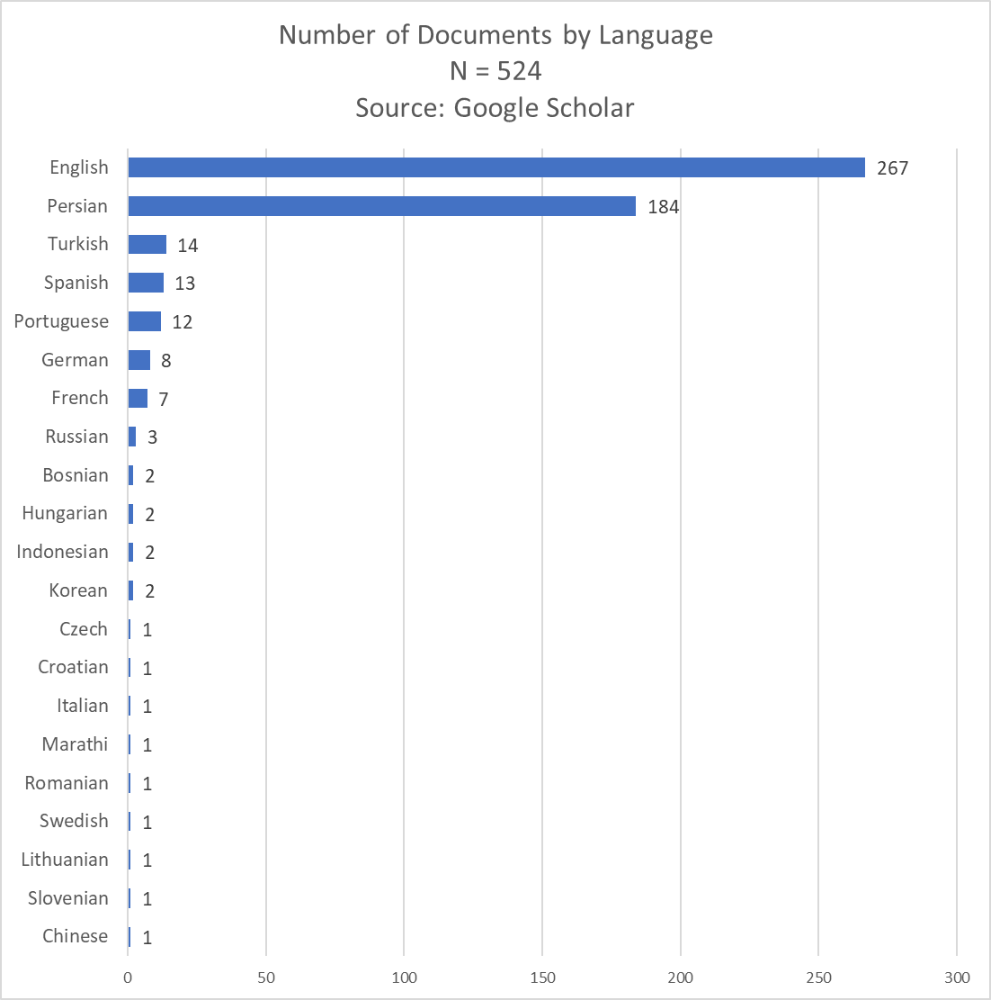 Number of Documents by Language
N = 524
Source: Google Scholar
English 267
Persian 184
Turkish 14
Spanish 13
Portuguese 12
German 8
French 7
Russian 3
Bosnian 2
Hungarian 2
Indonesian 2
Korean 2
Czech 1
Croatian 1
Italian 1
Marathi 1
Romanian 1
Swedish 1
Lithuanian 1
Slovenian 1
Chinese 1
0 50 100 150 200 250 300